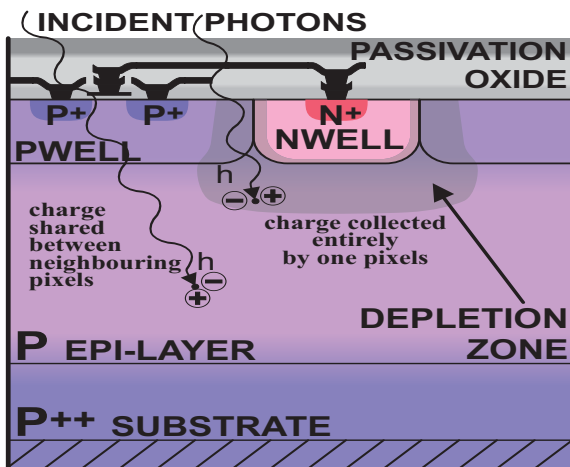 INCIDENT PHOTONS
PASSIVATION
OXIDE
P+ P+ N+
PWELL NWELL
h
− +
charge
shared
between
neighbouring
pixels
charge collected
entirely
by one pixels
h
−
+
DEPLETION
ZONE
P EPI-LAYER
P++ SUBSTRATE